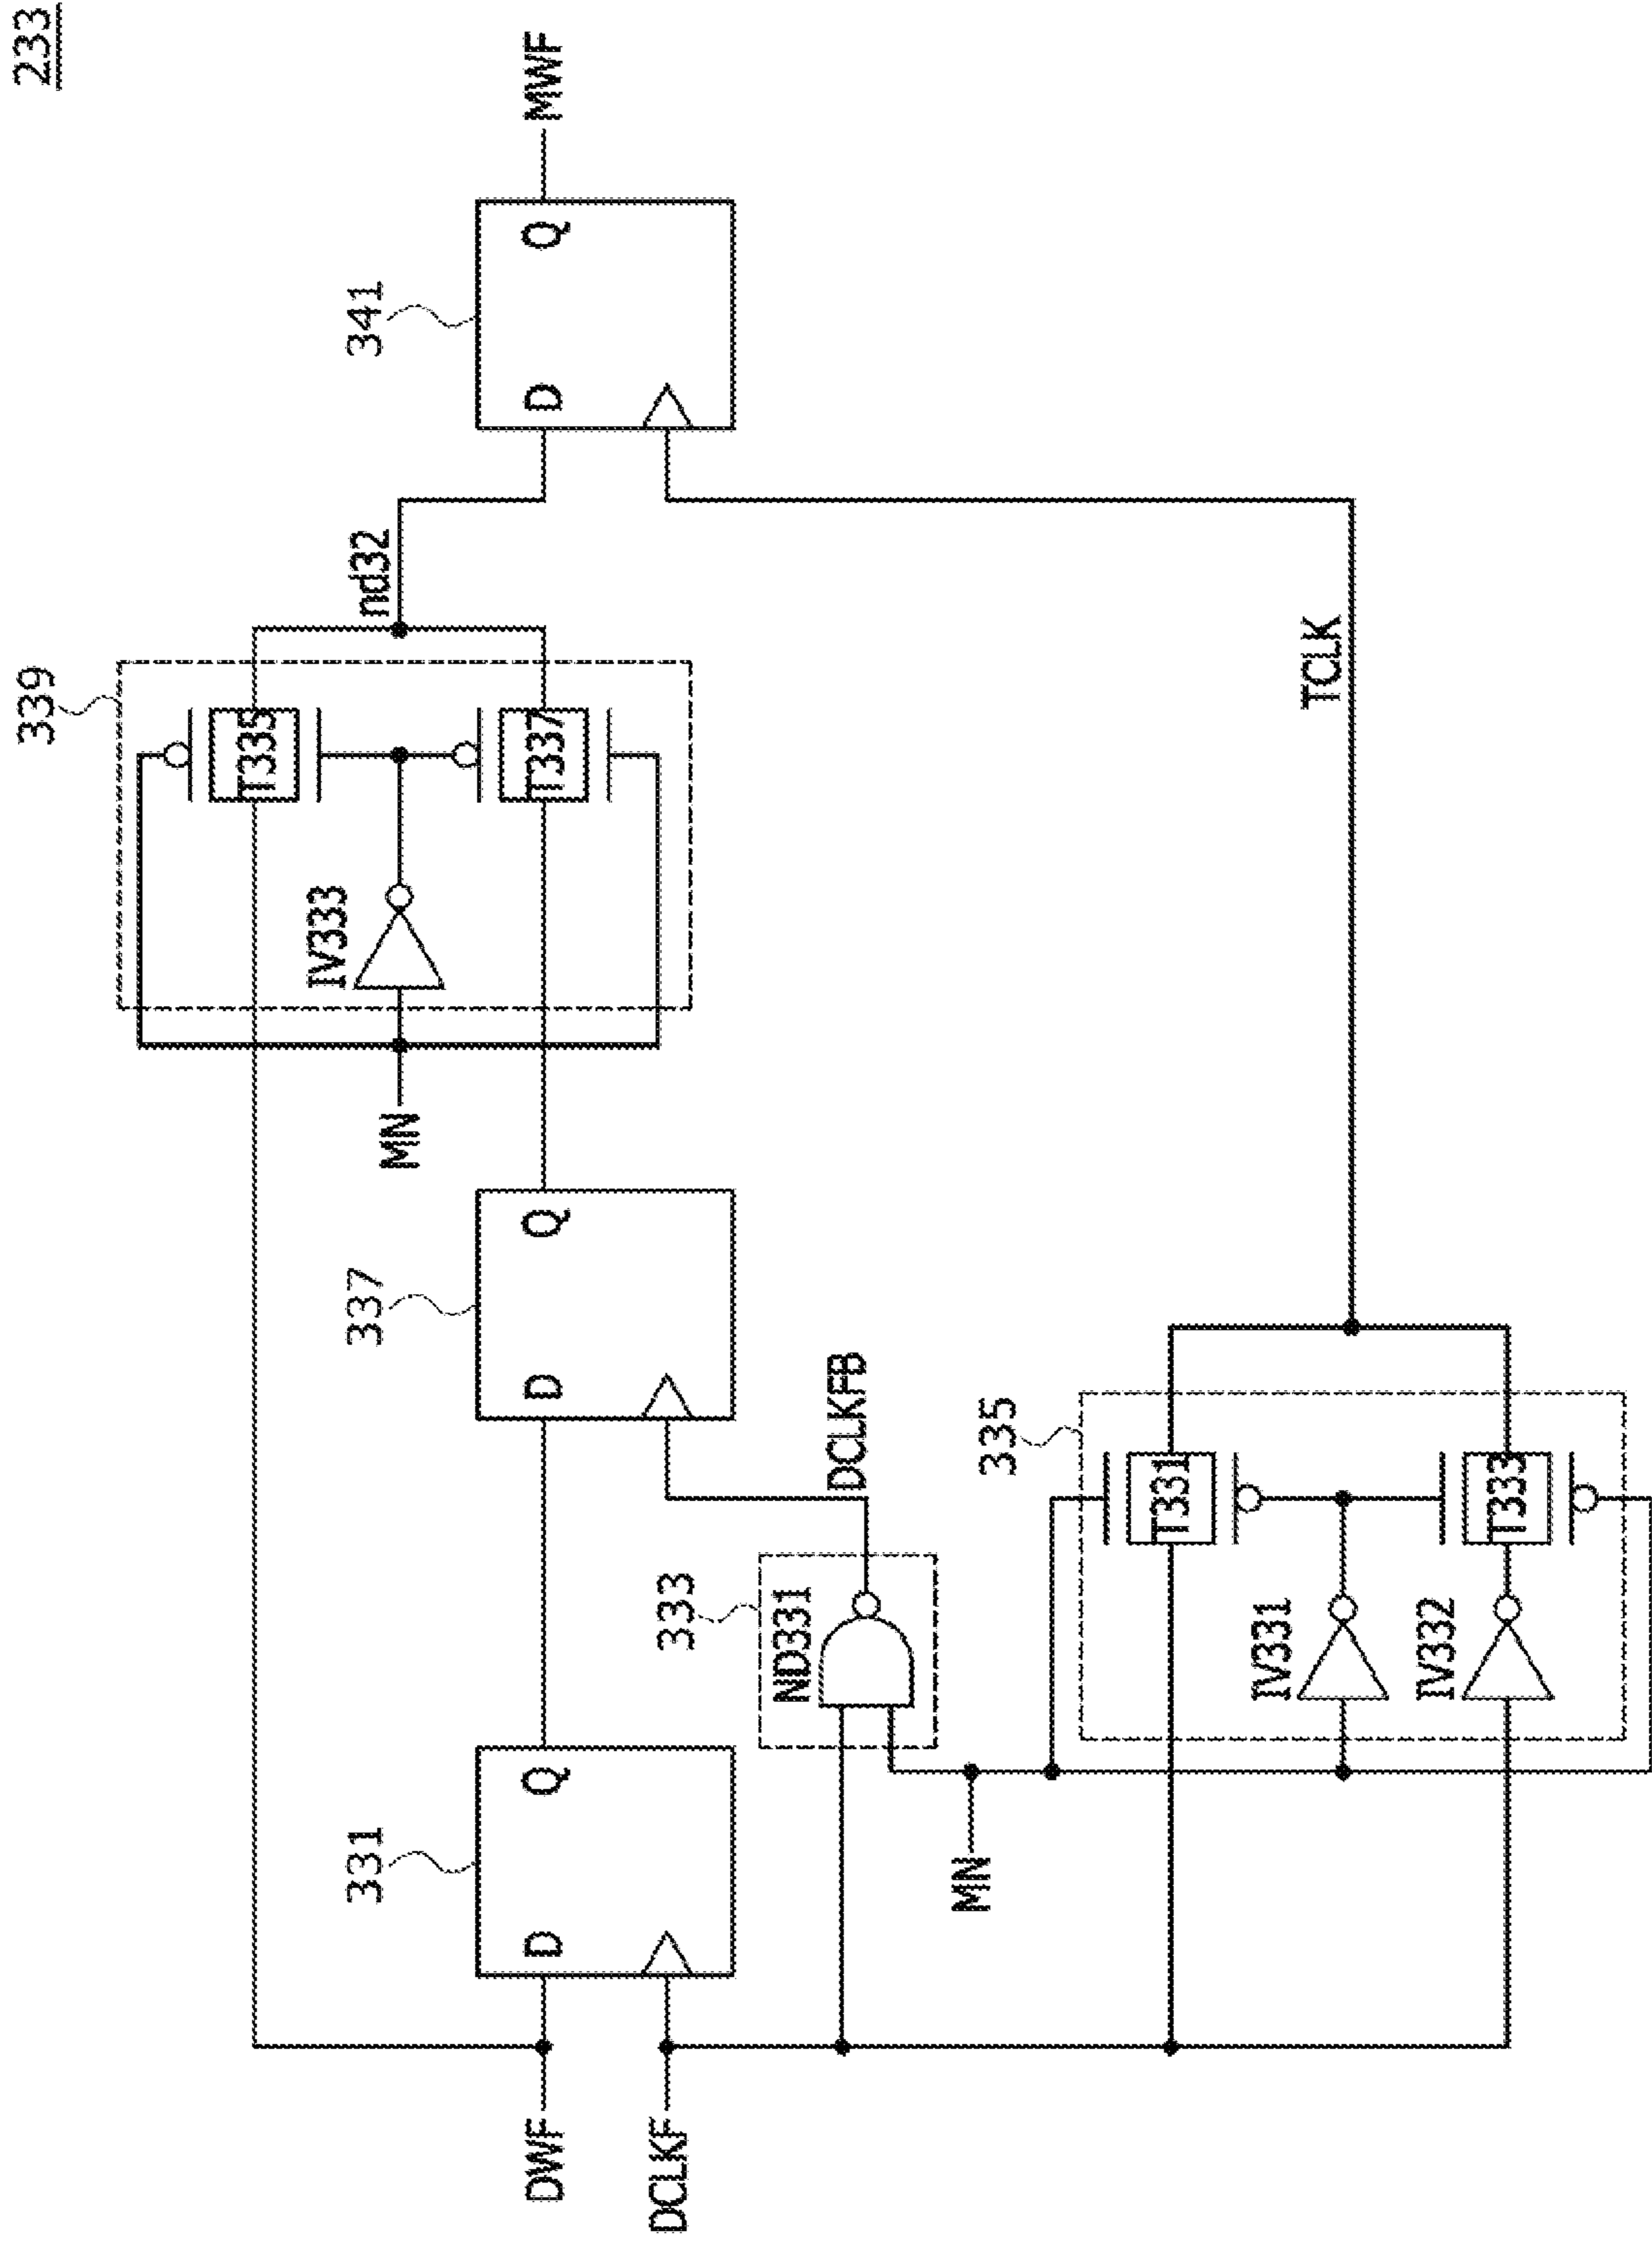 233
339
T335
nd32
IV333
T337
MN
341
D
Q
MWF
331
D
Q
337
D
Q
DWF
DCLKF
333
ND331
DCLKFB
MN
335
T331
IV331
IV332
T333
TCLK